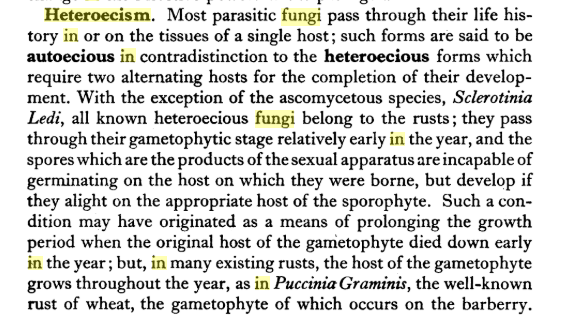 Heteroecism. Most parasitic fungi pass through their life his-
tory in or on the tissues of a single host; such forms are said to be
autoecious in contradistinction to the heteroecious forms which
require two alternating hosts for the completion of their develop-
ment. With the exception of the ascomycetous species, Sclerotinia
Ledi, all known heteroecious fungi belong to the rusts; they pass
through their gametophytic stage relatively early in the year, and the
spores which are the products of the sexual apparatus are incapable of
germinating on the host on which they were borne, but develop if
they alight on the appropriate host of the sporophyte. Such a con-
dition may have originated as a means of prolonging the growth
period when the original host of the gametophyte died down early
in the year; but, in many existing rusts, the host of the gametophyte
grows throughout the year, as in Puccinia Graminis, the well-known
rust of wheat, the gametophyte of which occurs on the barberry.